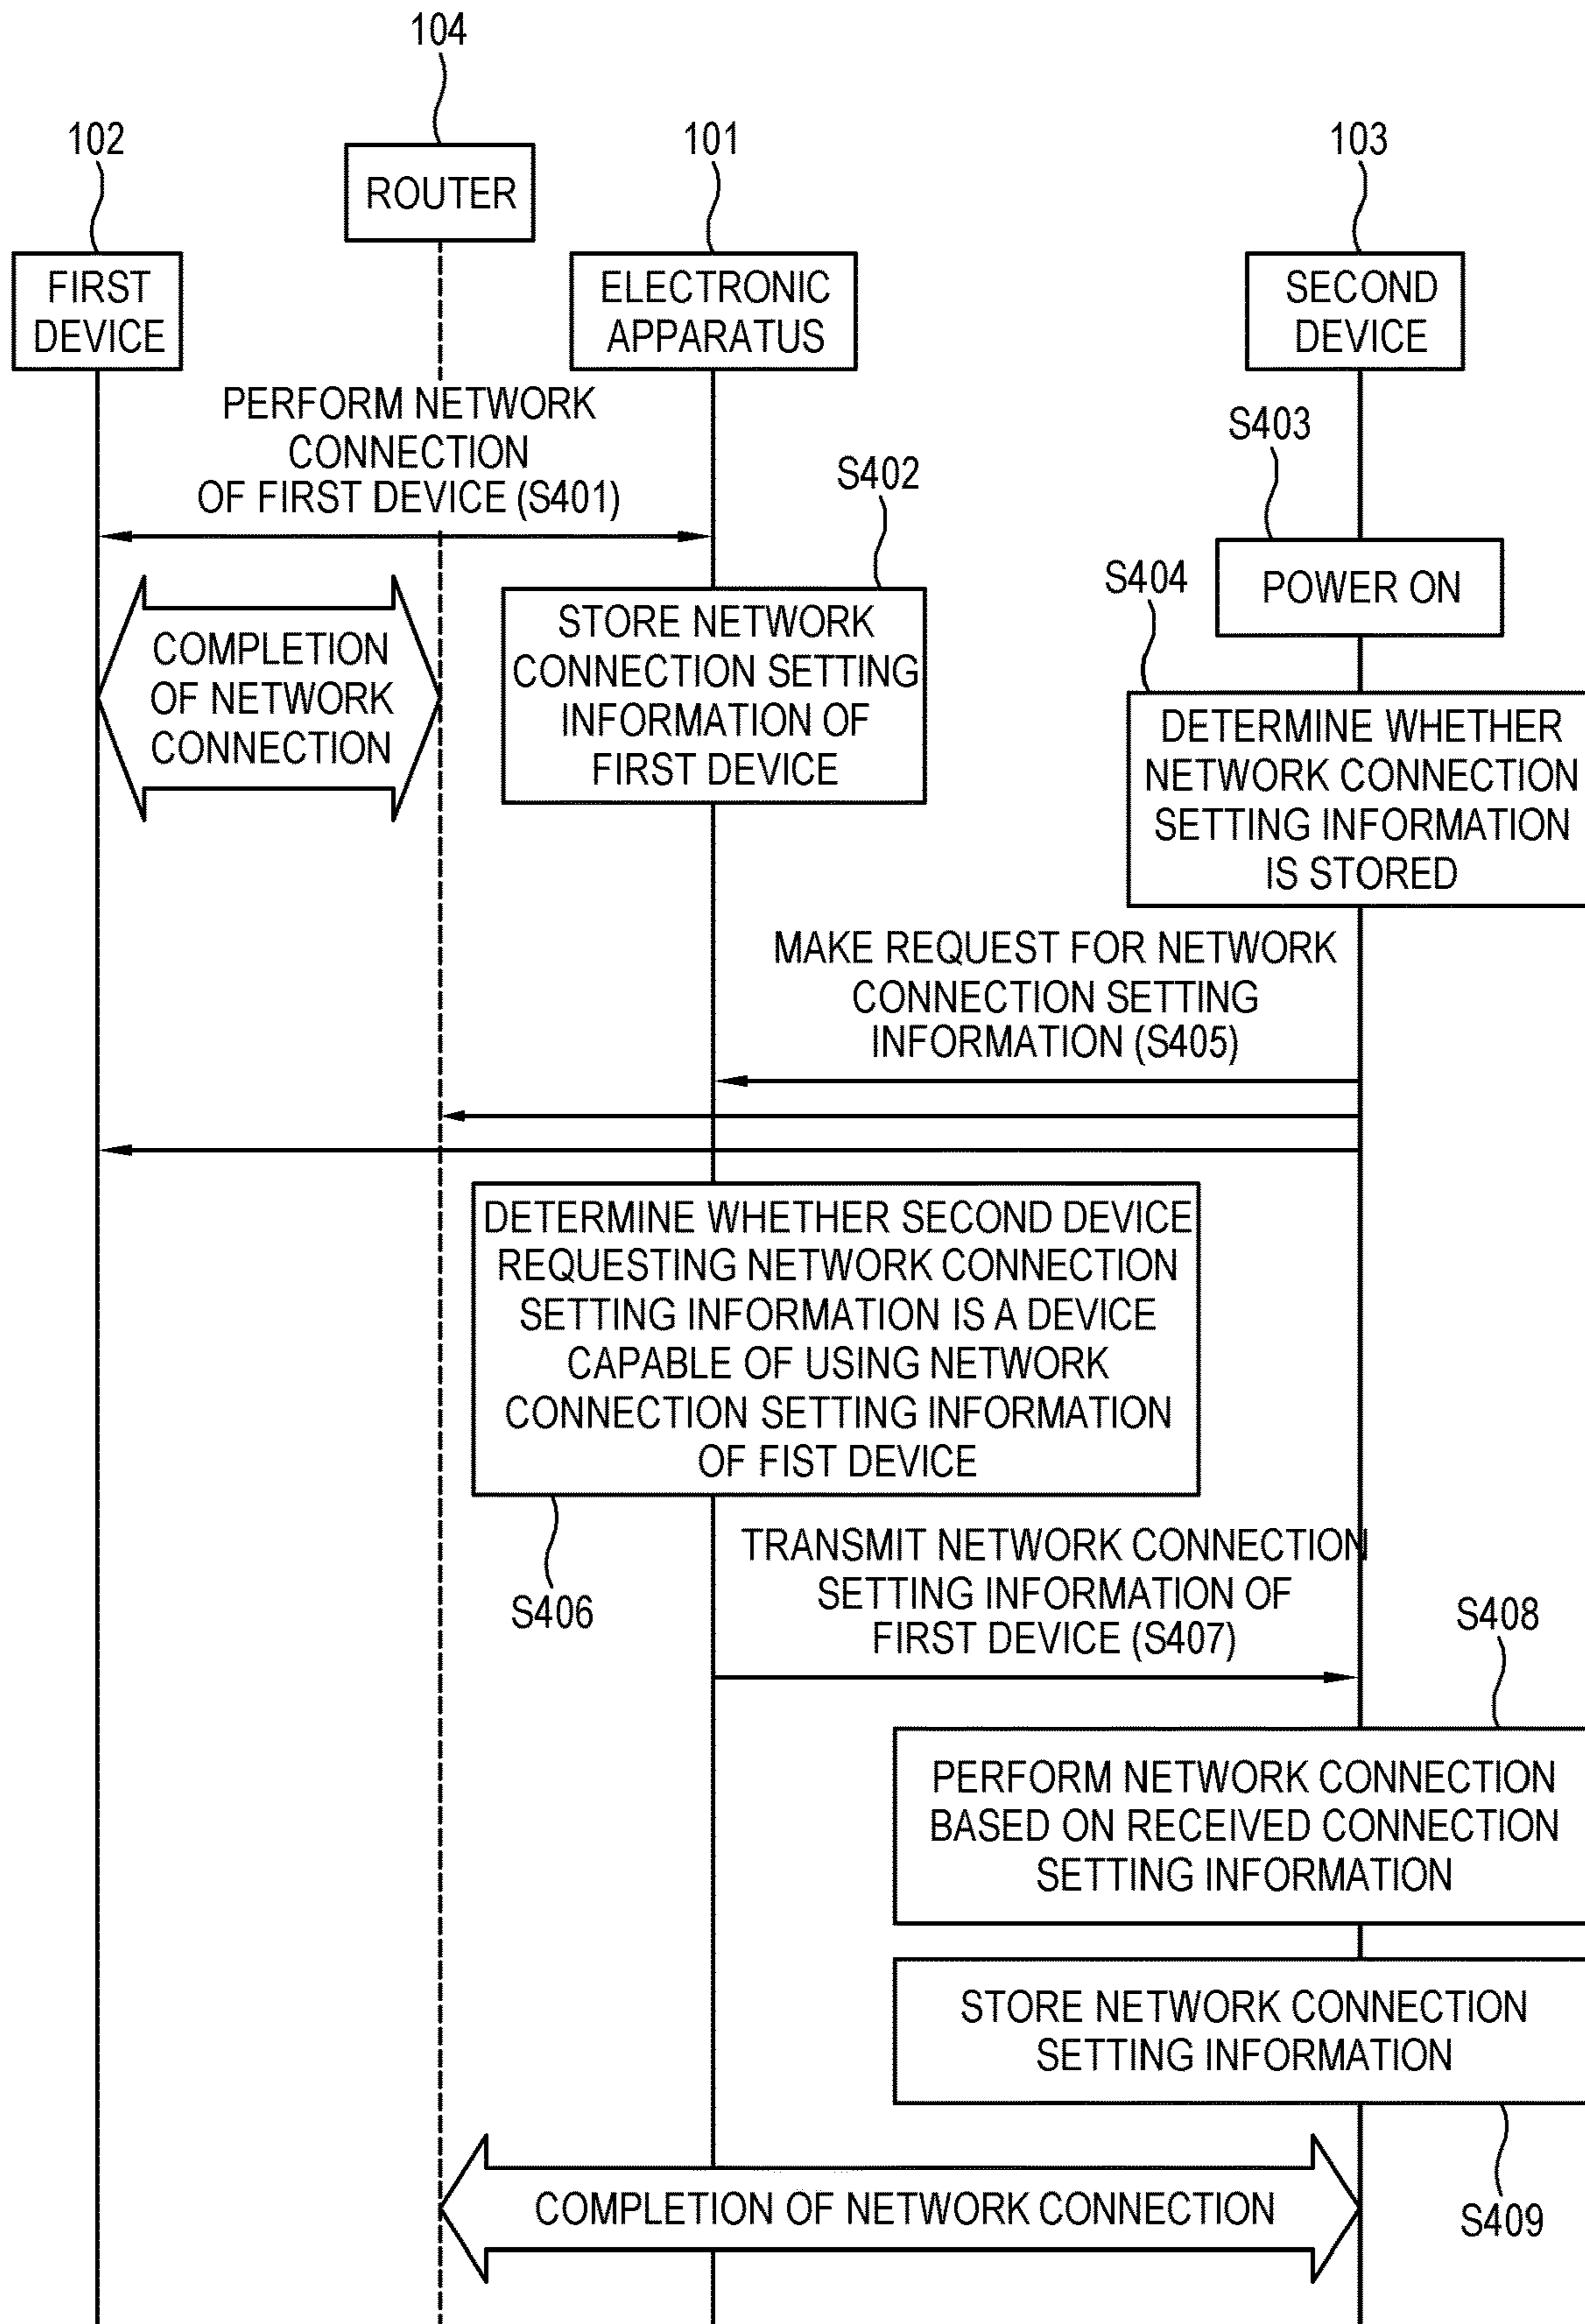 104
102
101
103
ROUTER
FIRST
DEVICE
ELECTRONIC
APPARATUS
SECOND
DEVICE
PERFORM NETWORK
CONNECTION
OF FIRST DEVICE (S401)
S402
S403
S404
POWER ON
COMPLETION
OF NETWORK
CONNECTION
STORE NETWORK
CONNECTION SETTING
INFORMATION OF
FIRST DEVICE
DETERMINE WHETHER
NETWORK CONNECTION
SETTING INFORMATION
IS STORED
MAKE REQUEST FOR NETWORK
CONNECTION SETTING
INFORMATION (S405)
DETERMINE WHETHER SECOND DEVICE
REQUESTING NETWORK CONNECTION
SETTING INFORMATION IS A DEVICE
CAPABLE OF USING NETWORK
CONNECTION SETTING INFORMATION
OF FIST DEVICE
S406
TRANSMIT NETWORK CONNECTION
SETTING INFORMATION OF
FIRST DEVICE (S407)
S408
PERFORM NETWORK CONNECTION
BASED ON RECEIVED CONNECTION
SETTING INFORMATION
STORE NETWORK CONNECTION
SETTING INFORMATION
S409
COMPLETION OF NETWORK CONNECTION